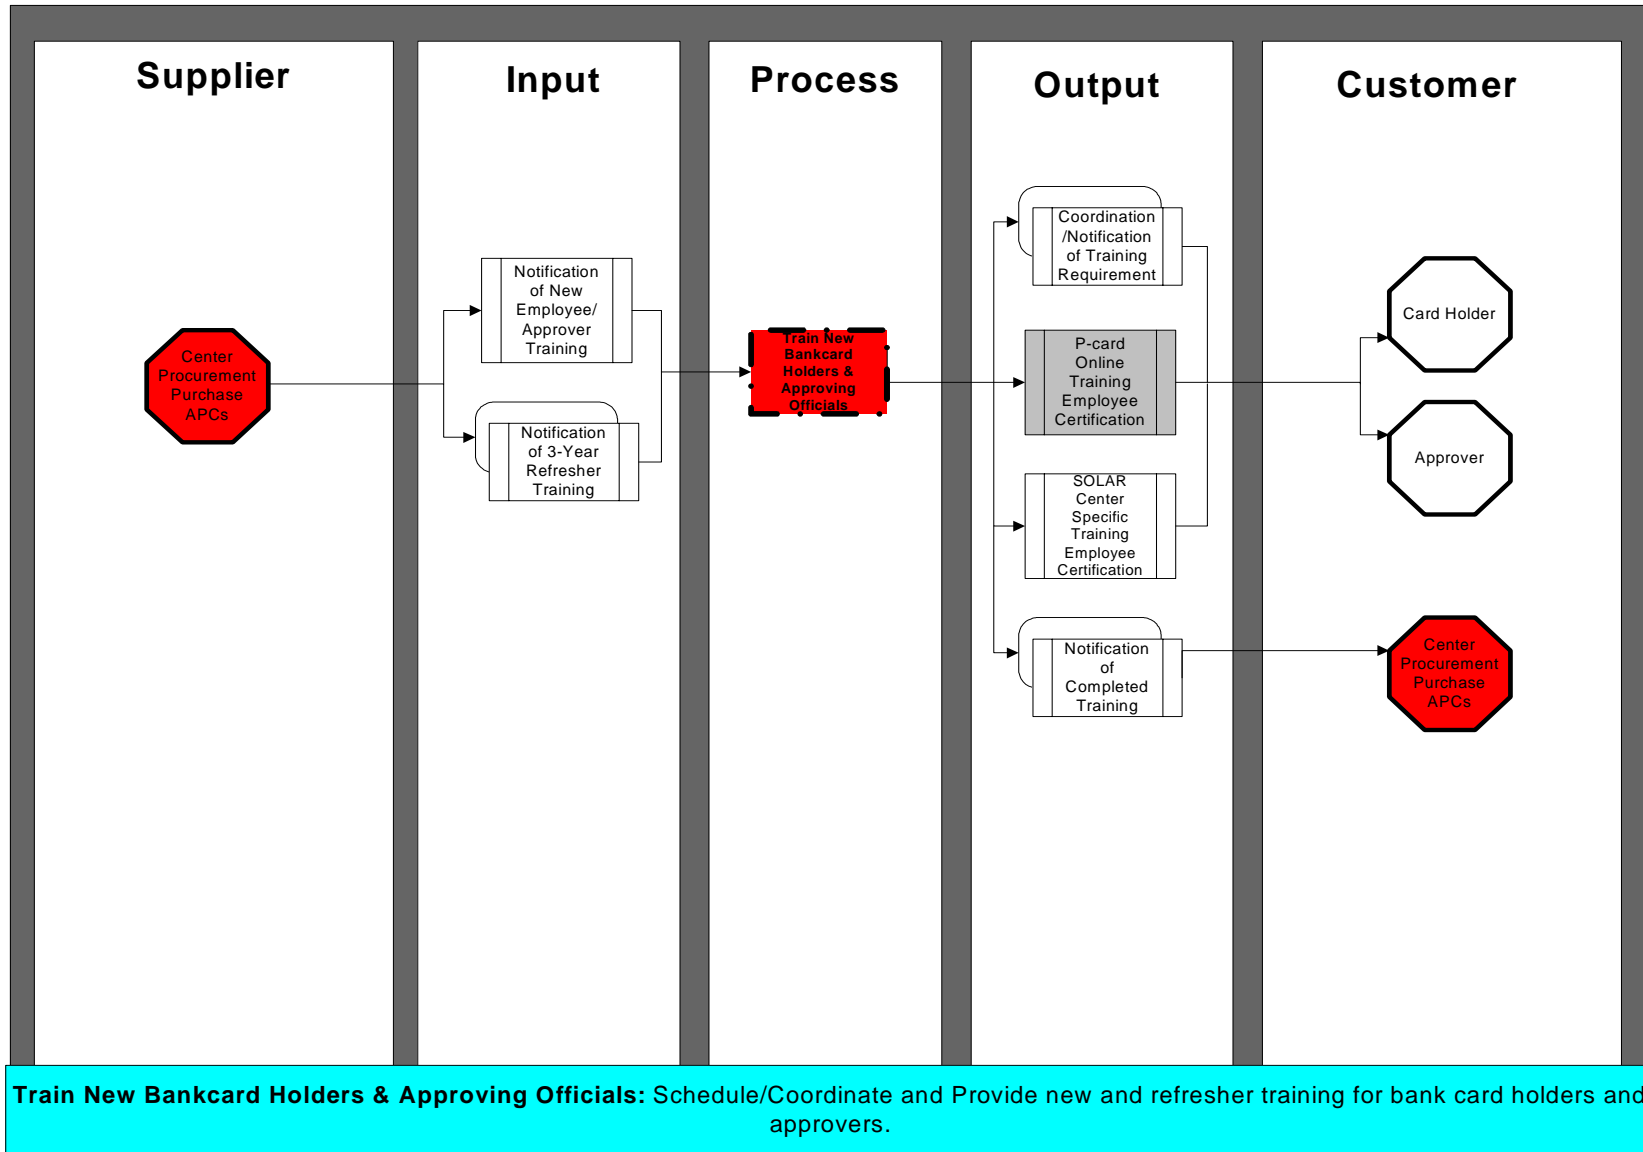 Supplier
Input
Process
Output
Customer
Center
Procurement
Purchase
APCs
Notification
of New
Employee/
Approver
Training
Notification
of 3-Year
Refresher
Training
Train New
Bankcard
Holders &
Approving
Officials
Coordination
/Notification
of Training
Requirement
P-card
Online
Training
Employee
Certification
SOLAR
Center
Specific
Training
Employee
Certification
Notification
of
Completed
Training
Card Holder
Approver
Center
Procurement
Purchase
APCs
Train New Bankcard Holders & Approving Officials: Schedule/Coordinate and Provide new and refresher training for bank card holders and
approvers.